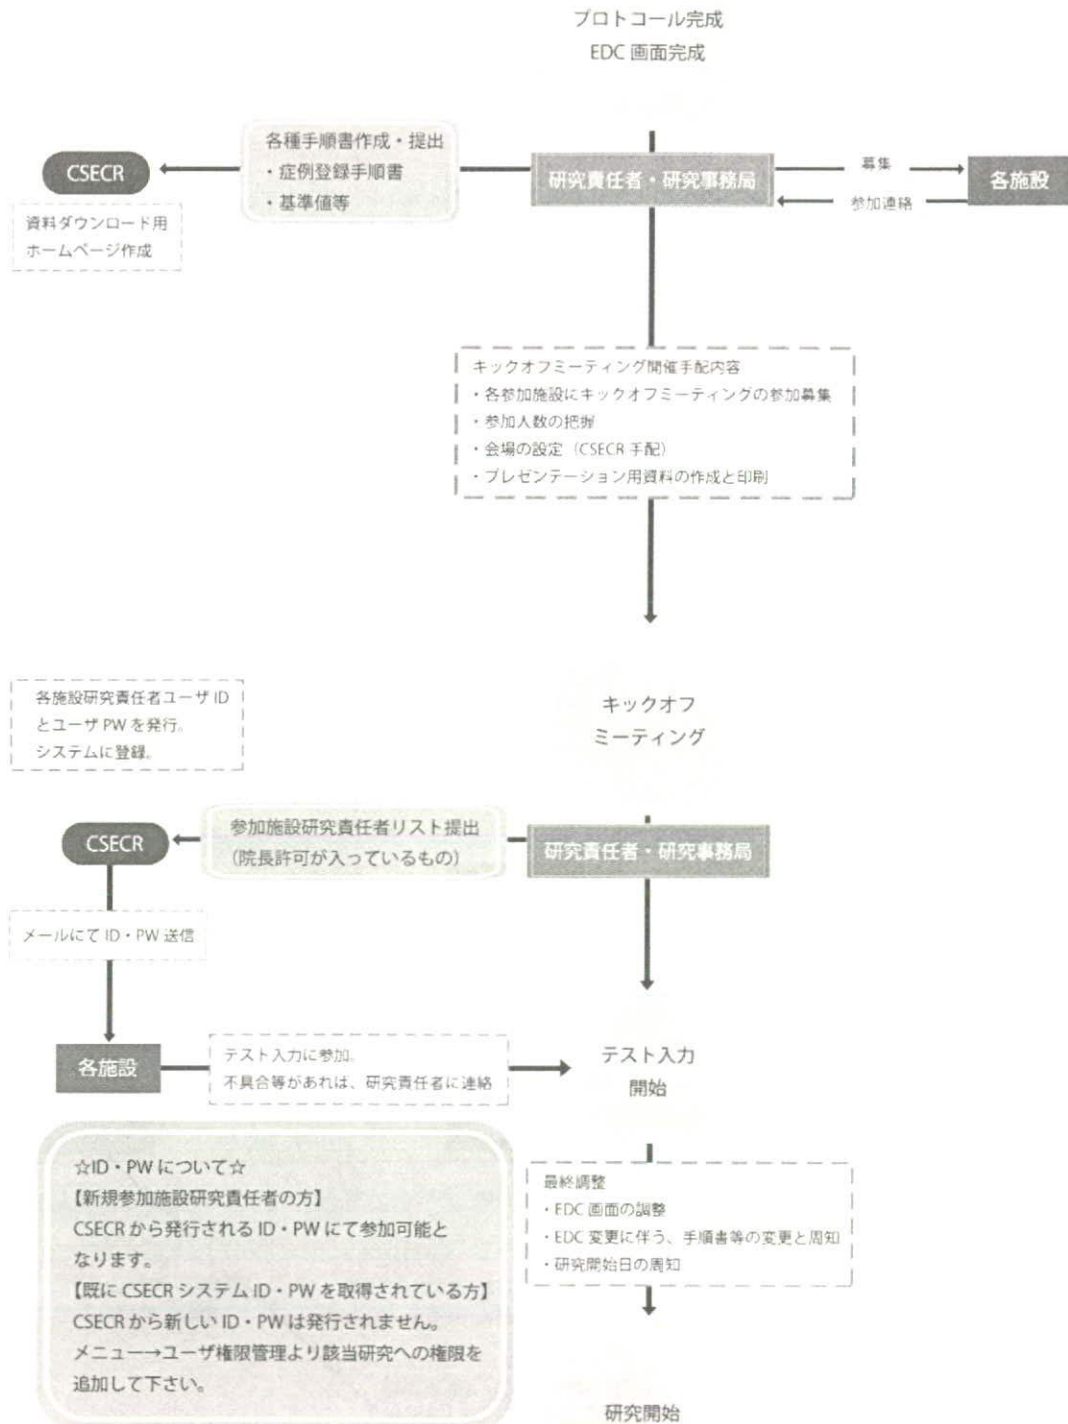 プロトコール完成
EDC 画面完成
各種手順書作成・提出
・症例登録手順書
・基準値等
CSECR
研究責任者・研究事務局
募集
参加連絡
各施設
資料ダウンロード用
ホームページ作成
キックオフミーティング開催手配内容
・各参加施設にキックオフミーティングの参加募集
・参加人数の把握
・会場の設定（CSECR 手配）
・プレゼンテーション用資料の作成と印刷
各施設研究責任者ユーザ ID
とユーザ PW を発行。
システムに登録。
キックオフ
ミーティング
CSECR
参加施設研究責任者リスト提出
（院長許可が入っているもの）
研究責任者・研究事務局
メールにて ID・PW 送信
各施設
テスト入力に参加。
不具合等があれば、研究責任者に連絡
テスト入力
開始
☆ID・PW について☆
【新規参加施設研究責任者の方】
CSECR から発行される ID・PW にて参加可能と
なります。
【既に CSECR システム ID・PW を取得されている方】
CSECR から新しい ID・PW は発行されません。
メニュー→ユーザ権限管理より該当研究への権限を
追加して下さい。
最終調整
・EDC 画面の調整
・EDC 変更に伴う、手順書等の変更と周知
・研究開始日の周知
研究開始